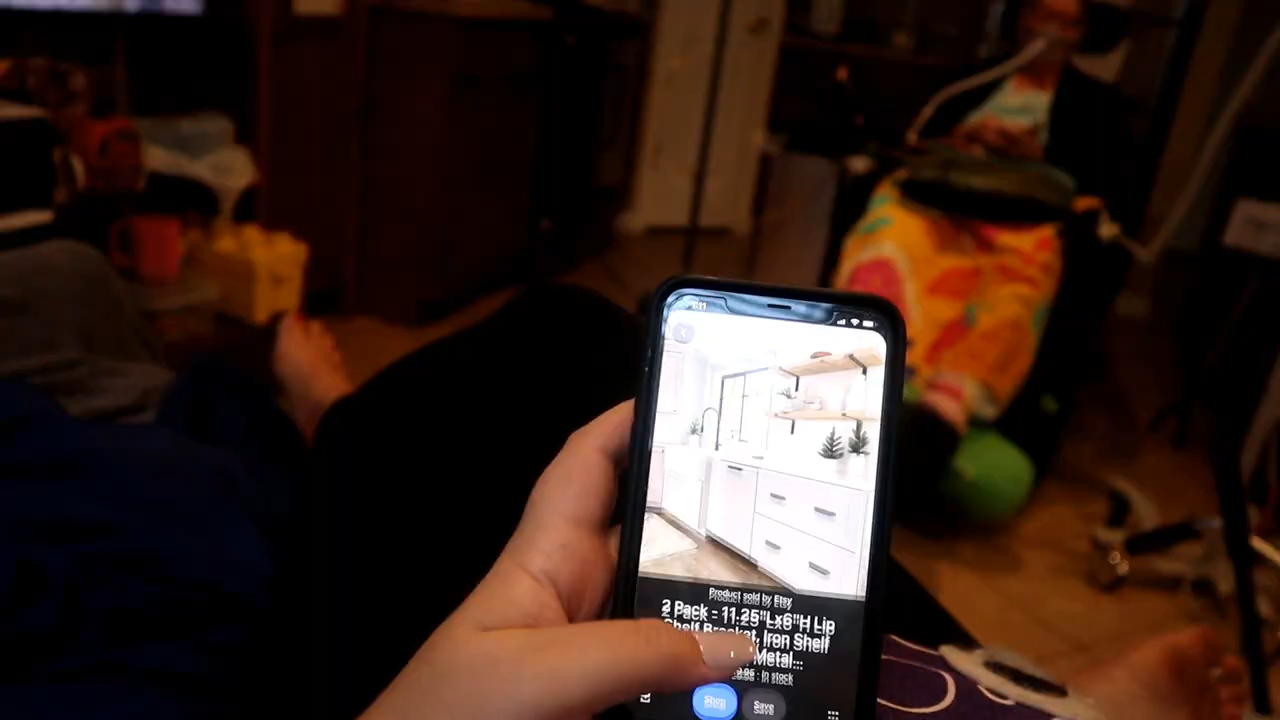 Product sold by Etsy
2 Pack - 11.25"Lx6"H Lip
Shelf Bracket, Iron Shelf
Metal...
In stock
Shop
Save